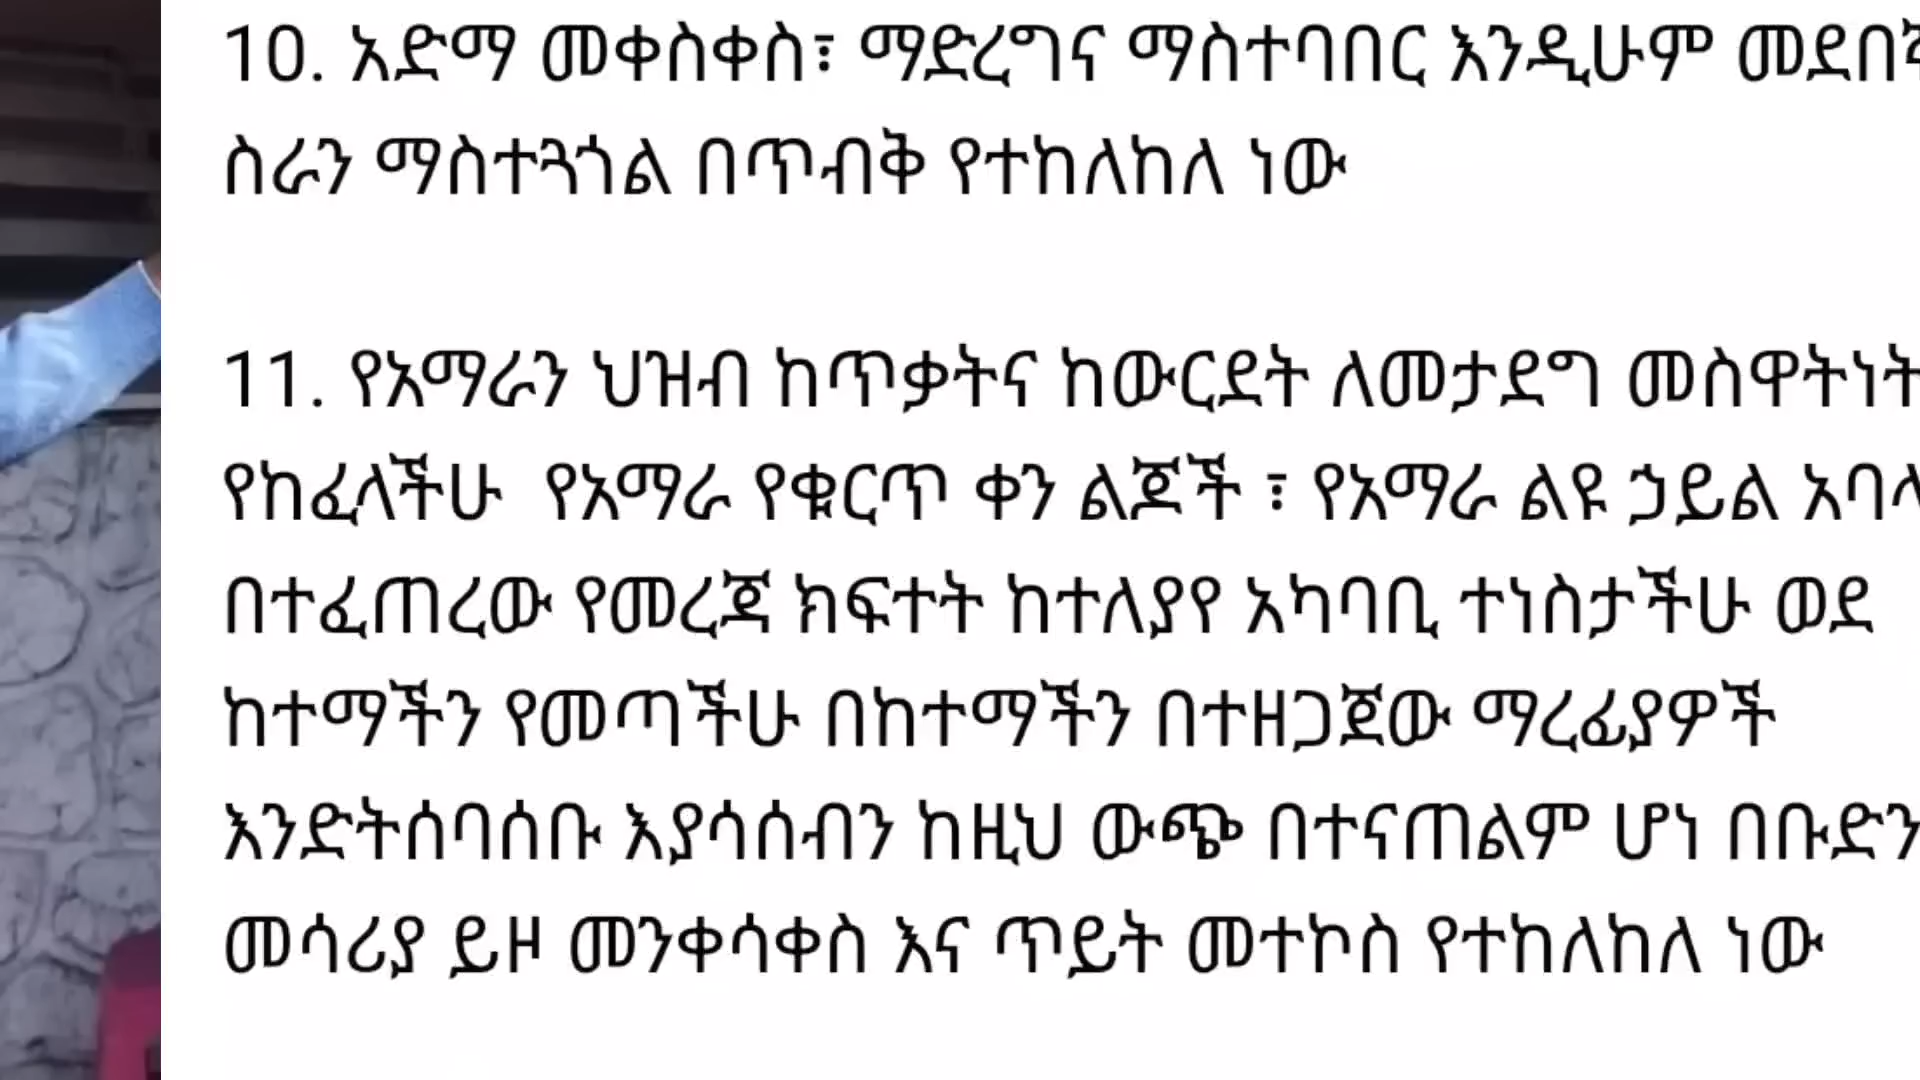 10. አድማ መቀስቀስ፣ ማድረግና ማስተባበር እንዲሁም
ስራን ማስተጓጎል በጥብቅ የተከለከለ ነው
11. የአማራን ህዝብ ከጥቃትና ከውርደት ለመታደግ መስዋትነት
የከፈላችሁ የአማራ የቁርጥ ቀን ልጆች ፣ የአማራ ልዩ ኃይል
በተፈጠረው የመረጃ ክፍተት ከተለያየ አካባቢ ተነስታችሁ ወደ
ከተማችን የመጣችሁ በከተማችን በተዘጋጀው ማረፊያዎች
እንድትሰባሰቡ እያሳሰብን ከዚህ ውጭ በተናጠልም ሆነ በቡድን
መሳሪያ ይዞ መንቀሳቀስ እና ጥይት መተኮስ የተከለከለ ነው